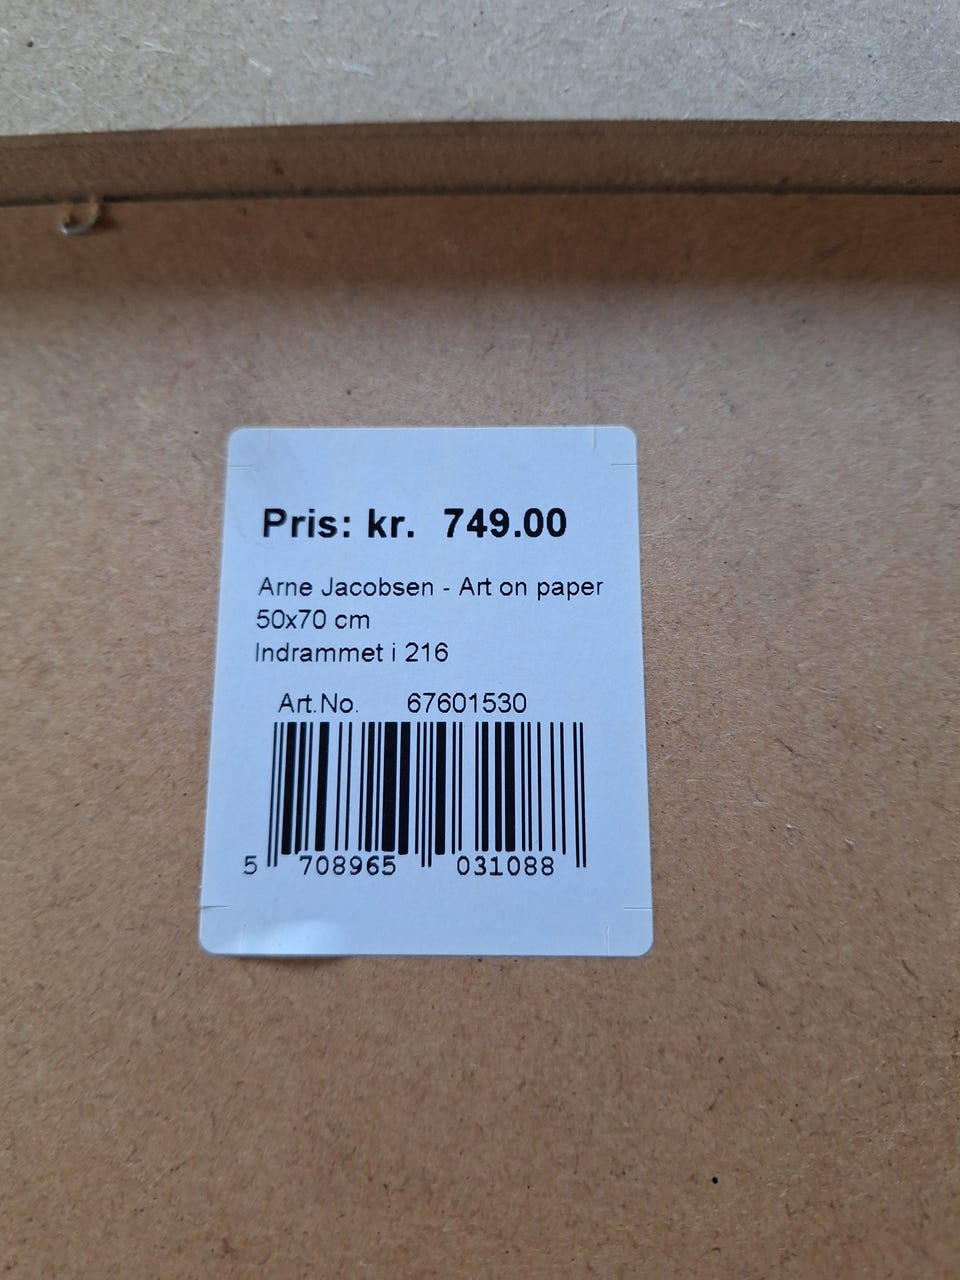 Pris: kr. 749.00
Arne Jacobsen - Art on paper
50x70 cm
Indrammet i 216
Art.No. 67601530
5 708965 031088